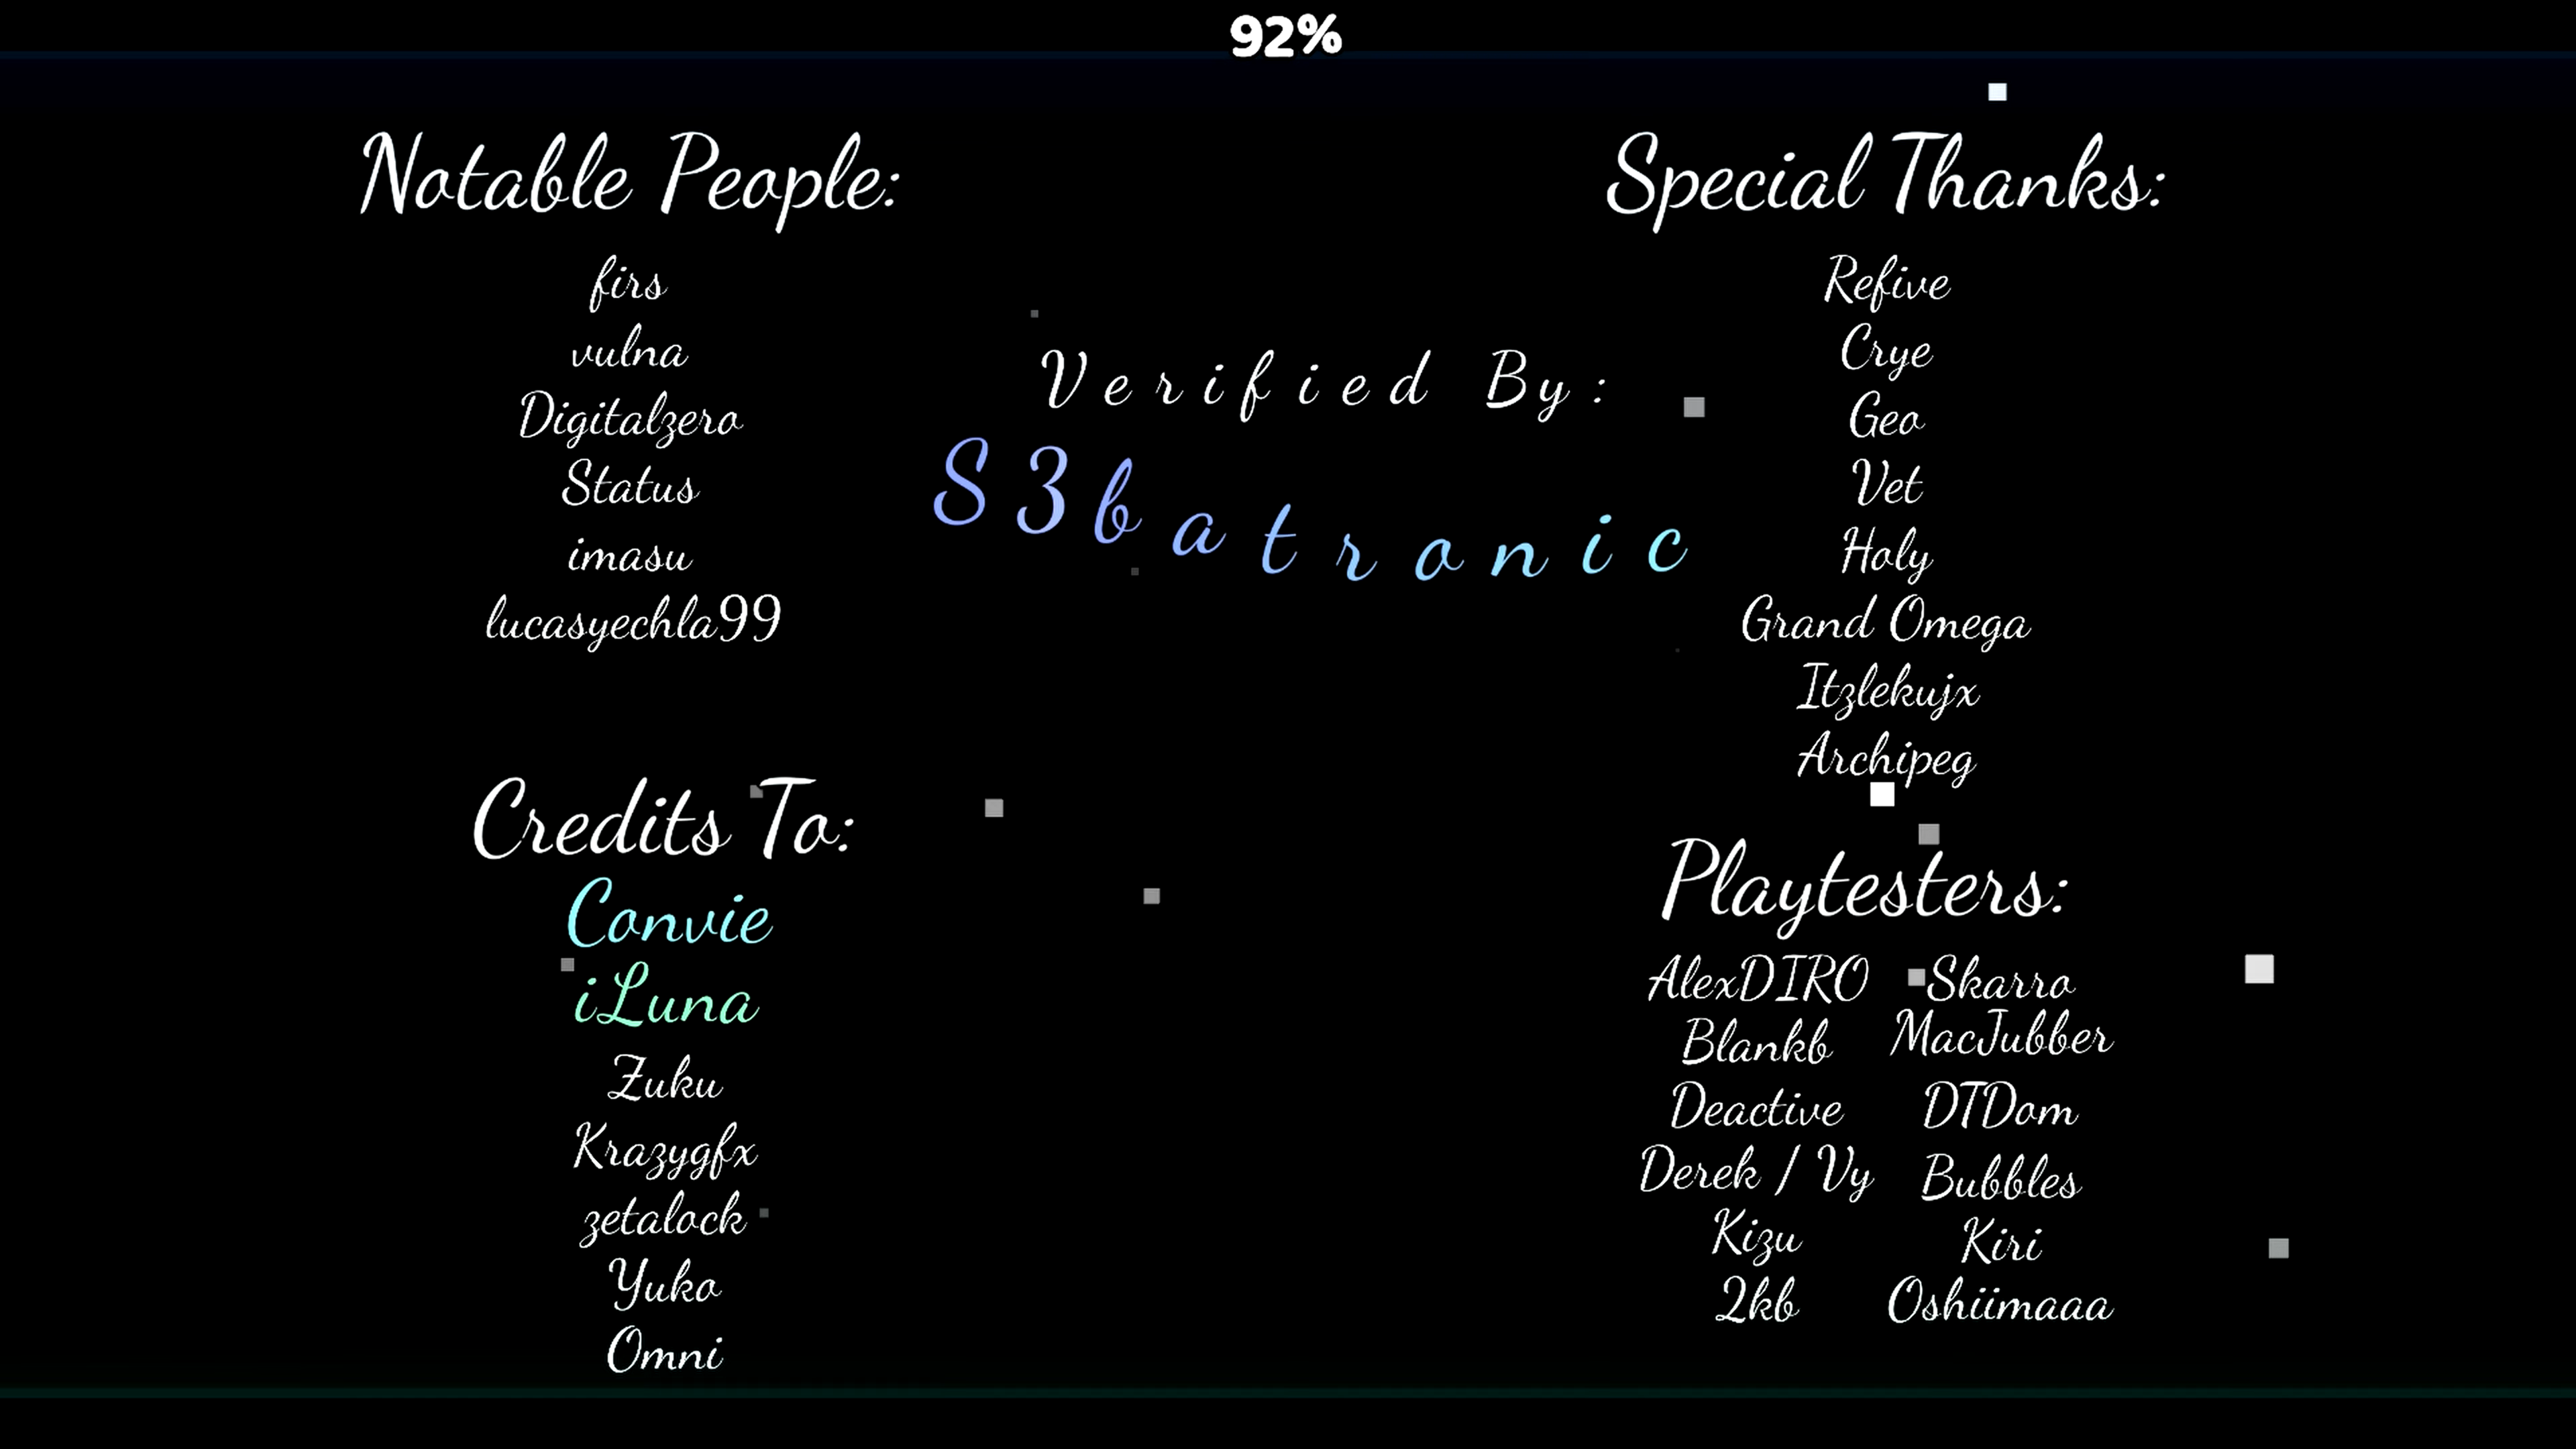 92%
Notable People:
firs
vulna
Digitalzero
Status
imasu
lucasyechla99
Verified By:
S3batronic
Special Thanks:
Refive
Crye
Geo
Vet
Holy
Grand Omega
Itzlekujx
Archipeg
Credits To:
Convie
iLuna
Zuku
Krazygfx
zetalock
Yuko
Omni
Playtesters:
AlexDIRO
Blankb
Deactive
Derek / Vy
Kizu
2kb
Skarro
MacJubber
DTDom
Bubbles
Kiri
Oshiimaaa